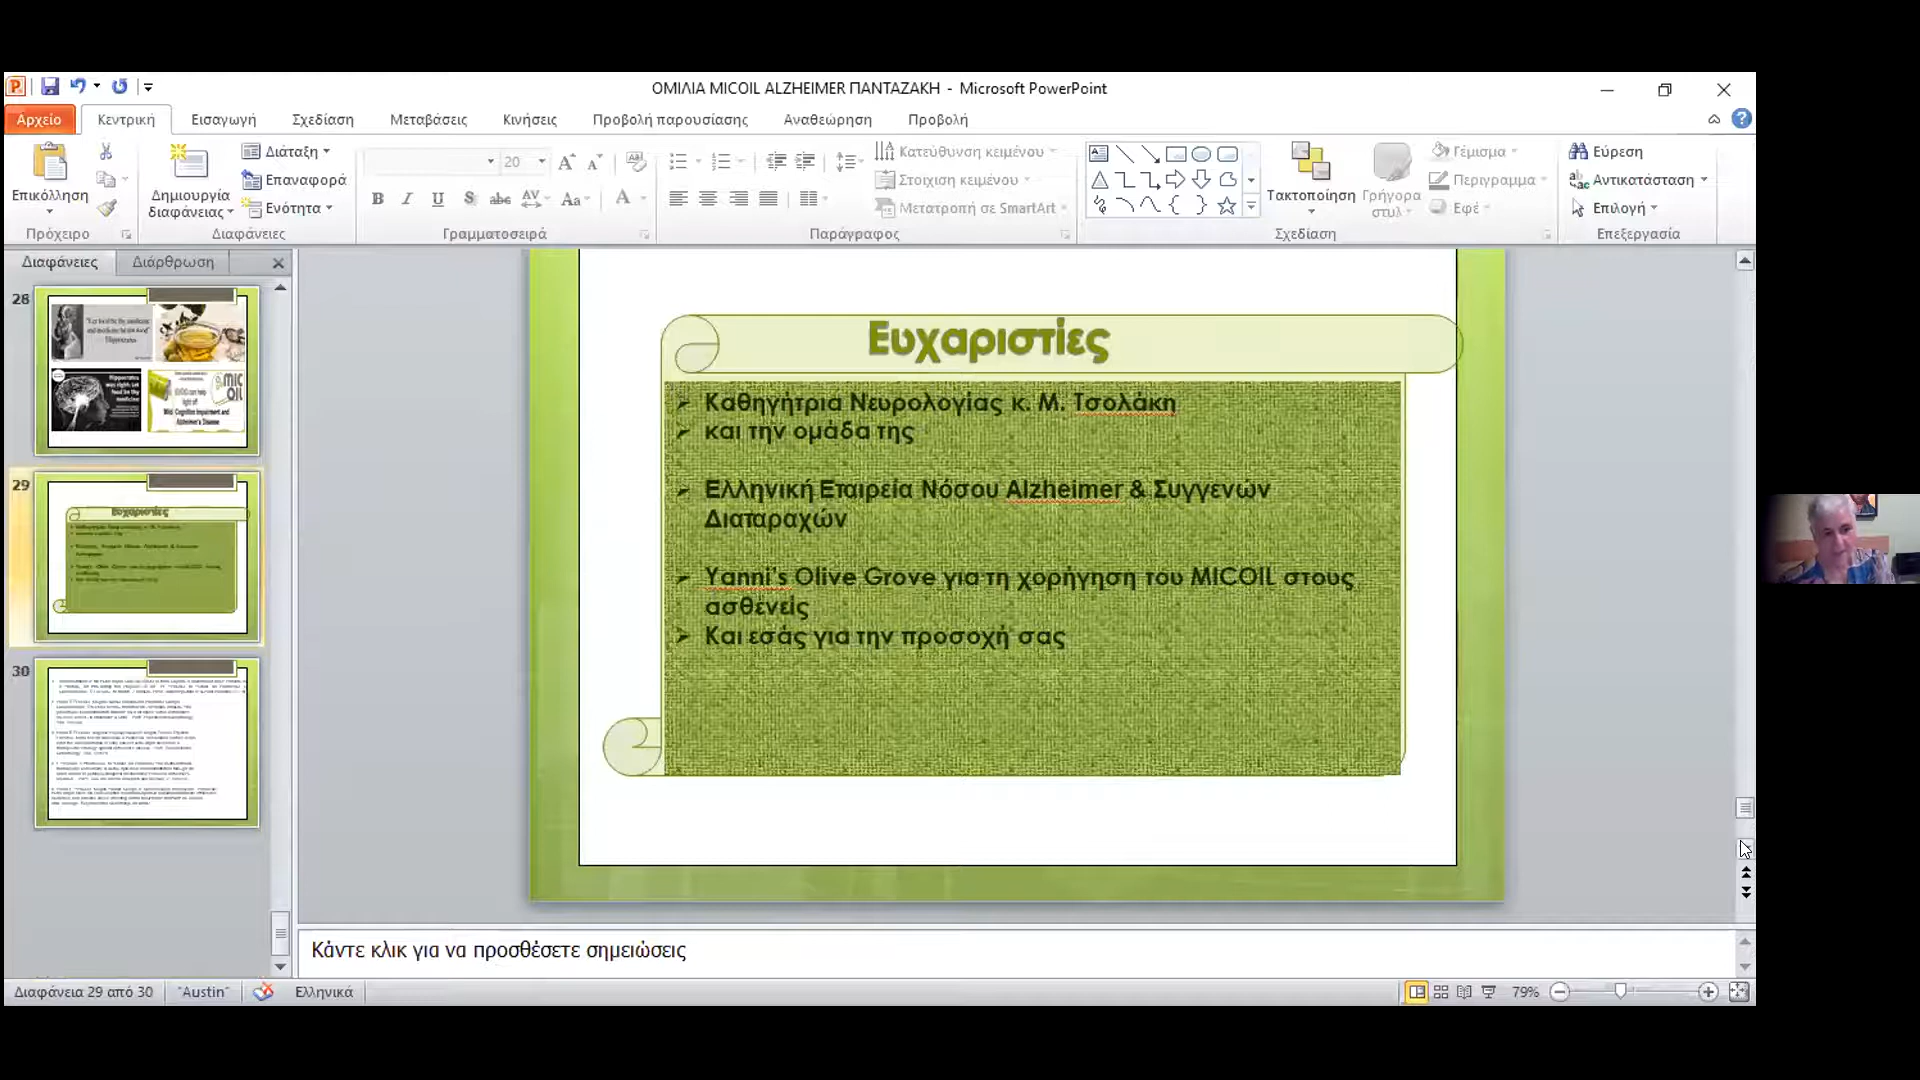 ΟΜΙΛΙΑ MICOIL ALZHEIMER ΠΑΝΤΑΖΑΚΗ - Microsoft PowerPoint
Αρχείο Κεντρική Εισαγωγή Σχεδίαση Μεταβάσεις Κινήσεις Προβολή παρουσίασης Αναθεώρηση Προβολή
Επικόλληση
Πρόχειρο
Δημιουργία
διαφάνειας
Διάταξη
Επαναφορά
Ενότητα
Διαφάνειες
20
Γραμματοσειρά
Κατεύθυνση κειμένου
Στοίχιση κειμένου
Μετατροπή σε SmartArt
Παράγραφος
Τακτοποίηση
Γρήγορα
στυλ
Γέμισμα
Περίγραμμα
Εφέ
Σχεδίαση
Εύρεση
Αντικατάσταση
Επιλογή
Επεξεργασία
Διαφάνειες Διάρθρωση
28
29
30
Ευχαριστίες
Καθηγήτρια Νευρολογίας κ. Μ. Τσολάκη
και την ομάδα της
Ελληνική Εταιρεία Νόσου Alzheimer & Συγγενών
Διαταραχών
Yanni's Olive Grove για τη χορήγηση του MICOIL στους
ασθενείς
Και εσάς για την προσοχή σας
Κάντε κλικ για να προσθέσετε σημειώσεις
Διαφάνεια 29 από 30 "Austin" Ελληνικά 79%